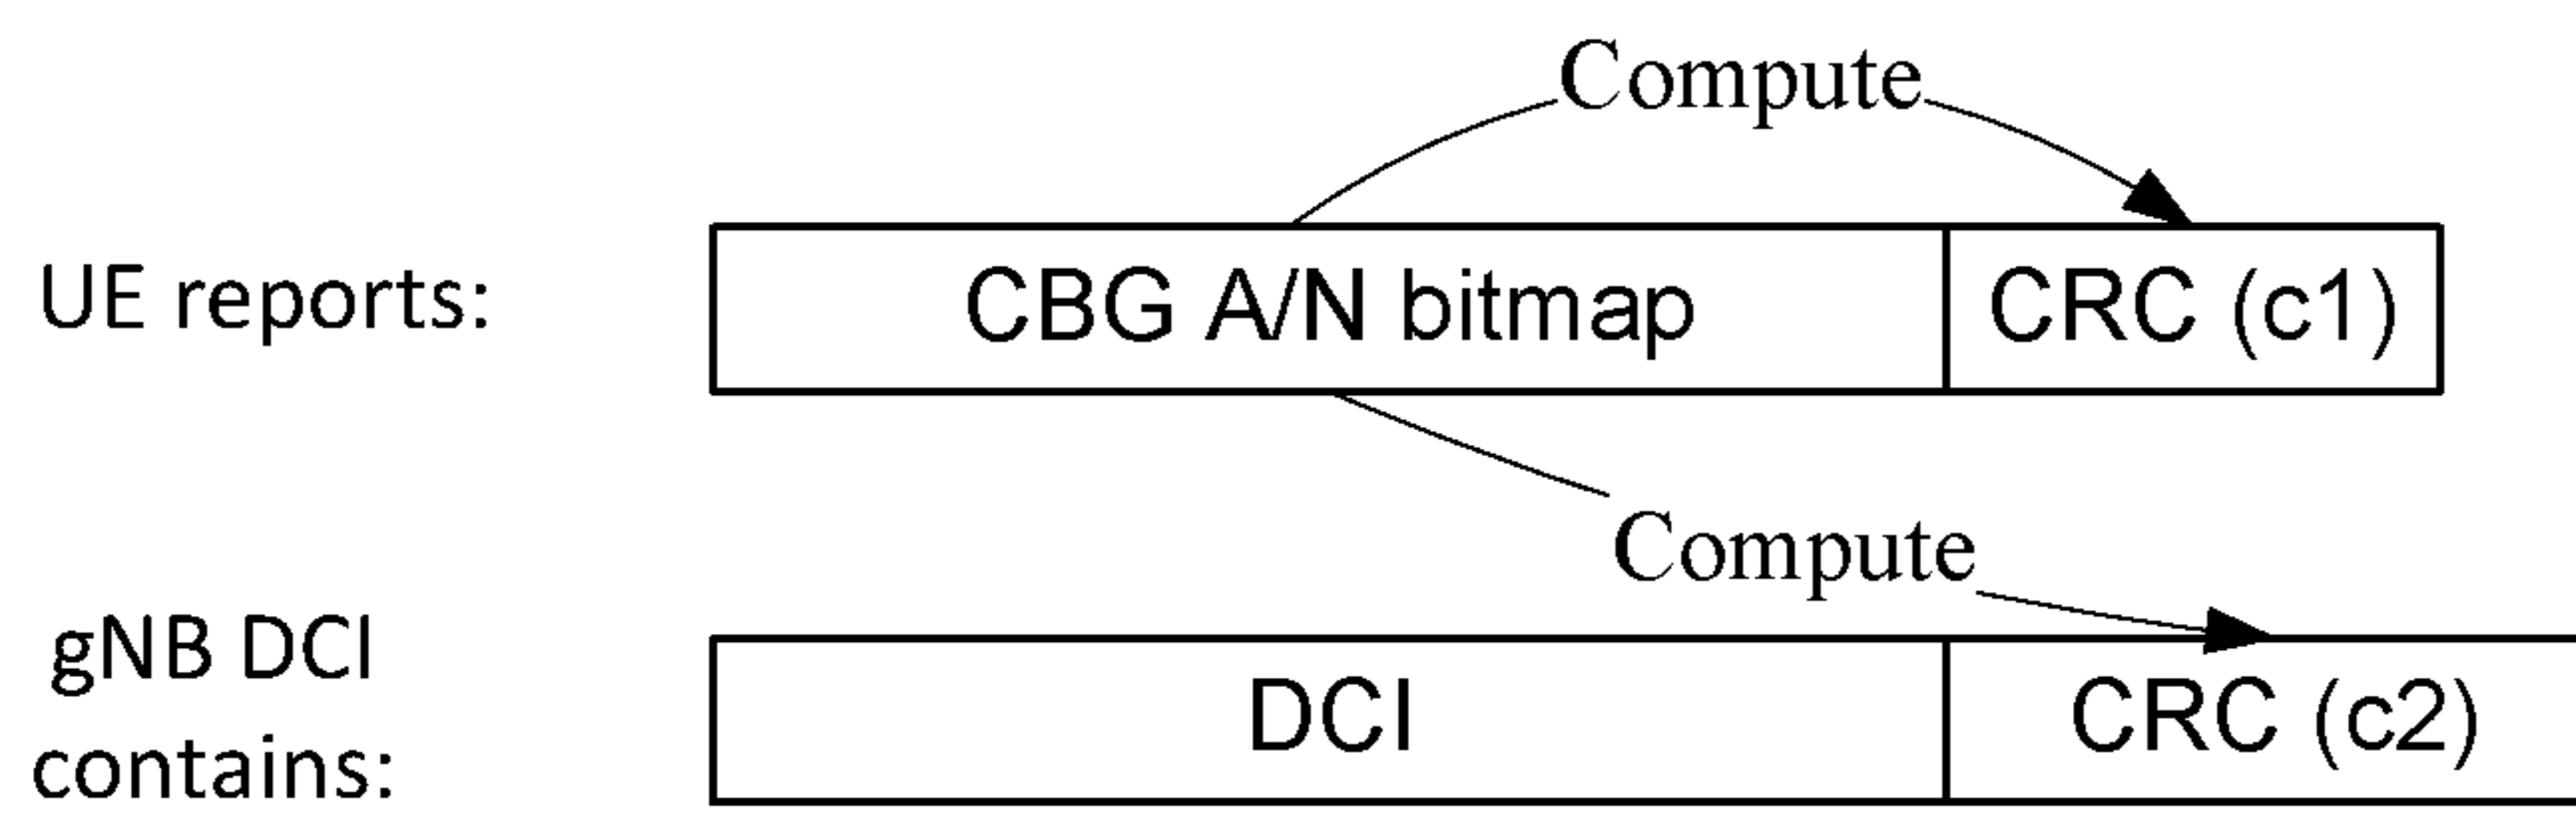 Compute
UE reports:
CBG A/N bitmap
CRC (c1)
Compute
gNB DCI
contains:
DCI
CRC (c2)